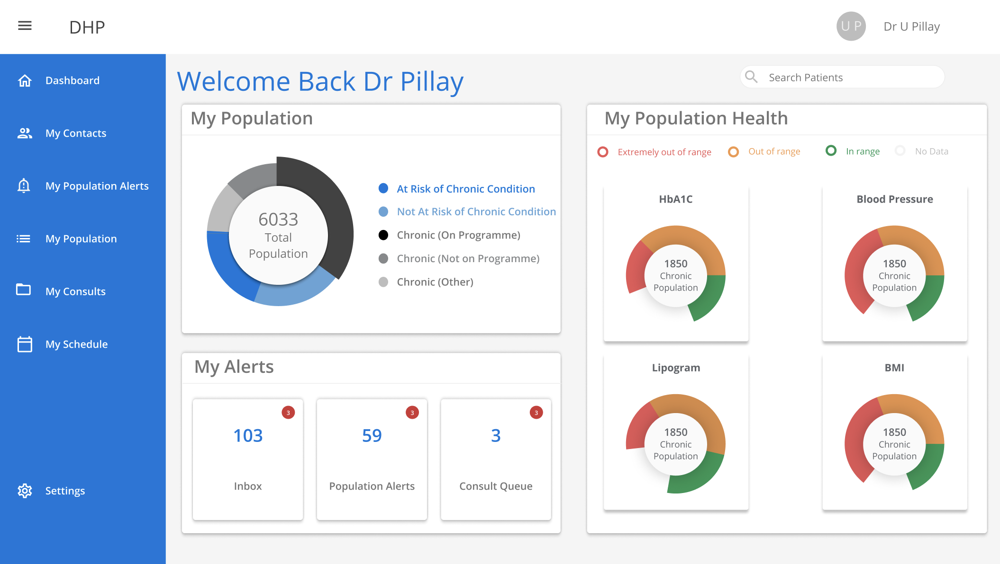 DHP
U P
Dr U Pillay
Dashboard
My Contacts
My Population Alerts
My Population
My Consults
My Schedule
Settings
Welcome Back Dr Pillay
Search Patients
My Population
6033
Total
Population
At Risk of Chronic Condition
Not At Risk of Chronic Condition
Chronic (On Programme)
Chronic (Not on Programme)
Chronic (Other)
My Alerts
3
103
Inbox
3
59
Population Alerts
3
3
Consult Queue
My Population Health
Extremely out of range
Out of range
In range
No Data
HbA1C
1850
Chronic
Population
Blood Pressure
1850
Chronic
Population
Lipogram
1850
Chronic
Population
BMI
1850
Chronic
Population